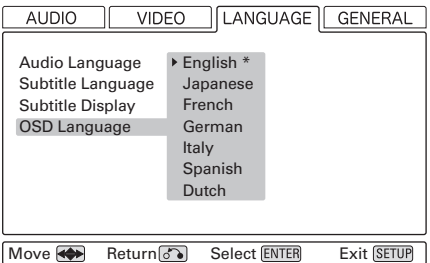 AUDIO VIDEO LANGUAGE GENERAL
Audio Language English *
Subtitle Language Japanese
Subtitle Display French
OSD Language German
Italy
Spanish
Dutch
Move Return Select ENTER Exit SETUP